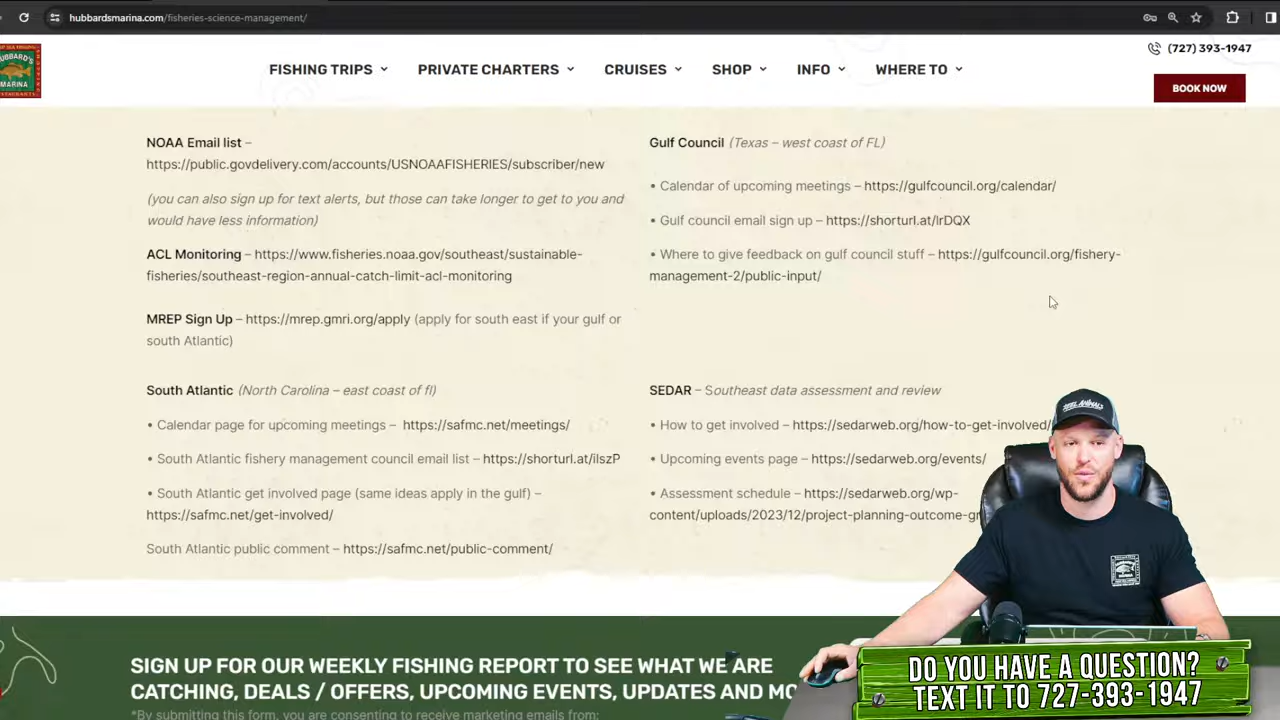 hubbardsmarina.com/fisheries-science-management/
HUBBARD'S
MARINA
FISHING TRIPS
PRIVATE CHARTERS
CRUISES
SHOP
INFO
WHERE TO
(727) 393-1947
BOOK NOW
NOAA Email list –
https://public.govdelivery.com/accounts/USNOAAFISHERIES/subscriber/new
(you can also sign up for text alerts, but those can take longer to get to you and
would have less information)
ACL Monitoring – https://www.fisheries.noaa.gov/southeast/sustainable-
fisheries/southeast-region-annual-catch-limit-acl-monitoring
MREP Sign Up – https://mrep.gmri.org/apply (apply for south east if your gulf or
south Atlantic)
Gulf Council (Texas – west coast of FL)
• Calendar of upcoming meetings – https://gulfcouncil.org/calendar/
• Gulf council email sign up – https://shorturl.at/lrDQX
• Where to give feedback on gulf council stuff – https://gulfcouncil.org/fishery-
management-2/public-input/
South Atlantic (North Carolina – east coast of fl)
• Calendar page for upcoming meetings – https://safmc.net/meetings/
• South Atlantic fishery management council email list – https://shorturl.at/ilszP
• South Atlantic get involved page (same ideas apply in the gulf) –
https://safmc.net/get-involved/
South Atlantic public comment – https://safmc.net/public-comment/
SEDAR – Southeast data assessment and review
• How to get involved – https://sedarweb.org/how-to-get-involved/
• Upcoming events page – https://sedarweb.org/events/
• Assessment schedule – https://sedarweb.org/wp-
content/uploads/2023/12/project-planning-outcome-gr
SIGN UP FOR OUR WEEKLY FISHING REPORT TO SEE WHAT WE ARE
CATCHING, DEALS / OFFERS, UPCOMING EVENTS, UPDATES AND MO
*By submitting this form, you are consenting to receive marketing emails from:
DO YOU HAVE A QUESTION?
TEXT IT TO 727-393-1947